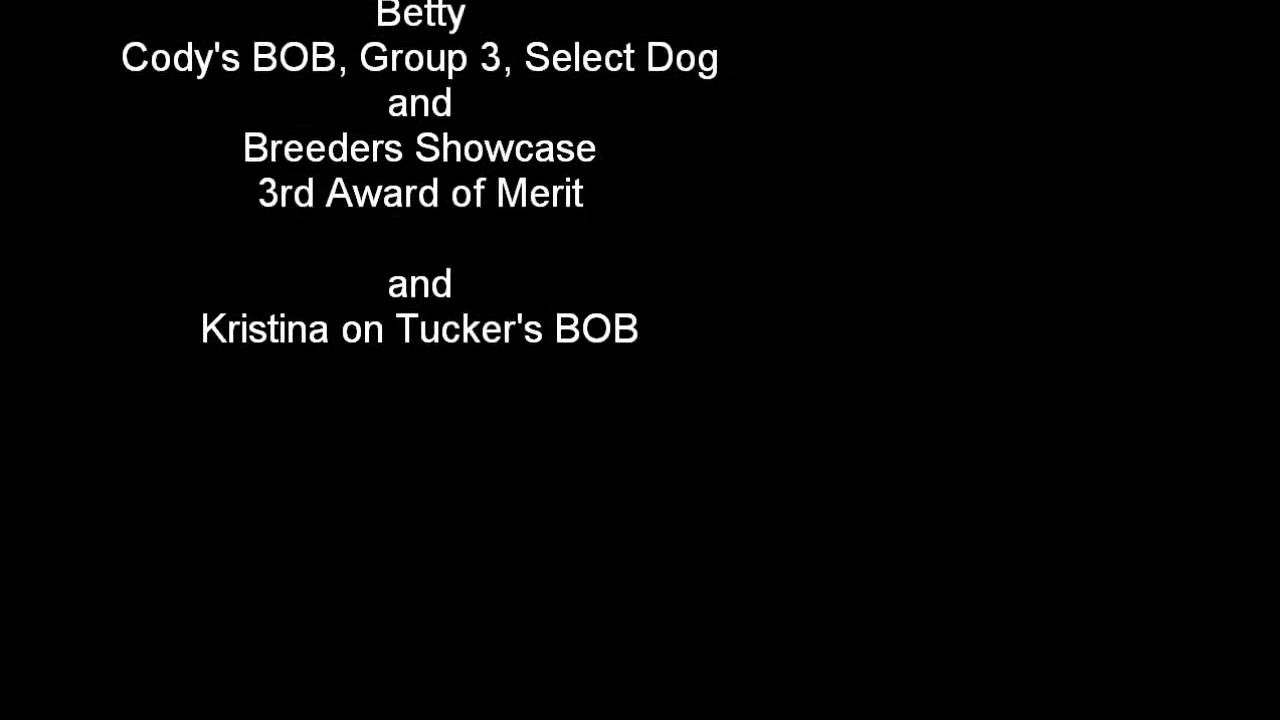 Betty
Cody's BOB, Group 3, Select Dog
and
Breeders Showcase
3rd Award of Merit
and
Kristina on Tucker's BOB